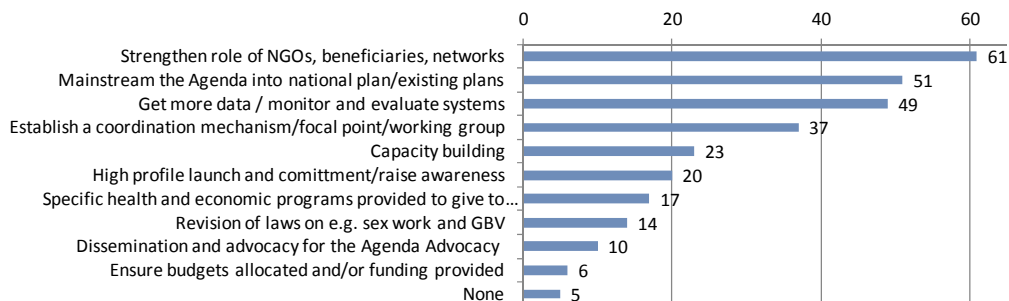 0 20 40 60
Strengthen role of NGOs, beneficiaries, networks 61
Mainstream the Agenda into national plan/existing plans 51
Get more data / monitor and evaluate systems 49
Establish a coordination mechanism/focal point/working group 37
Capacity building 23
High profile launch and comittment/raise awareness 20
Specific health and economic programs provided to give to... 17
Revision of laws on e.g. sex work and GBV 14
Dissemination and advocacy for the Agenda Advocacy 10
Ensure budgets allocated and/or funding provided 6
None 5